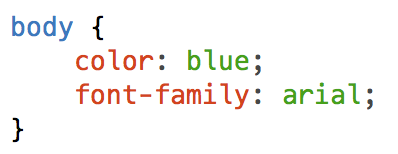 body {
    color: blue;
    font-family: arial;
}